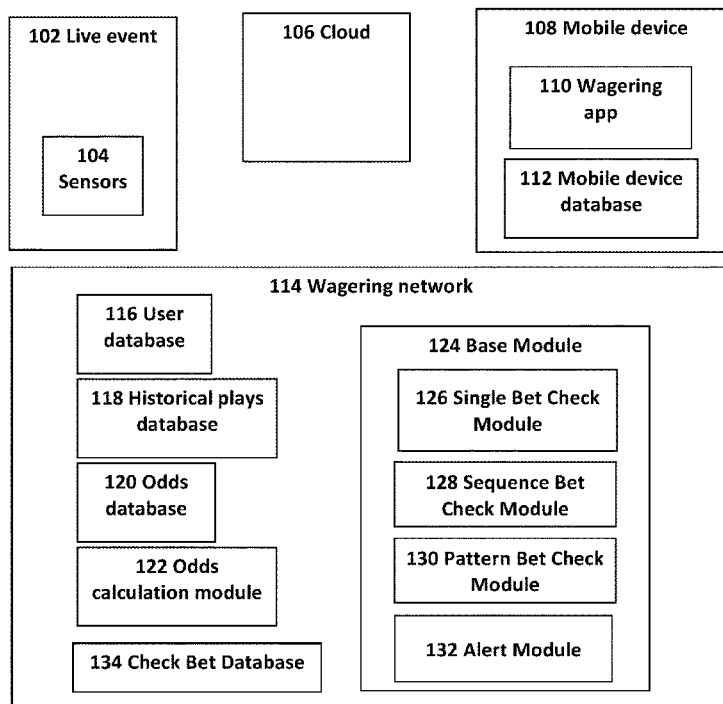 102 Live event
104
Sensors
106 Cloud
108 Mobile device
110 Wagering
app
112 Mobile device
database
114 Wagering network
116 User
database
118 Historical plays
database
120 Odds
database
122 Odds
calculation module
134 Check Bet Database
124 Base Module
126 Single Bet Check
Module
128 Sequence Bet
Check Module
130 Pattern Bet Check
Module
132 Alert Module